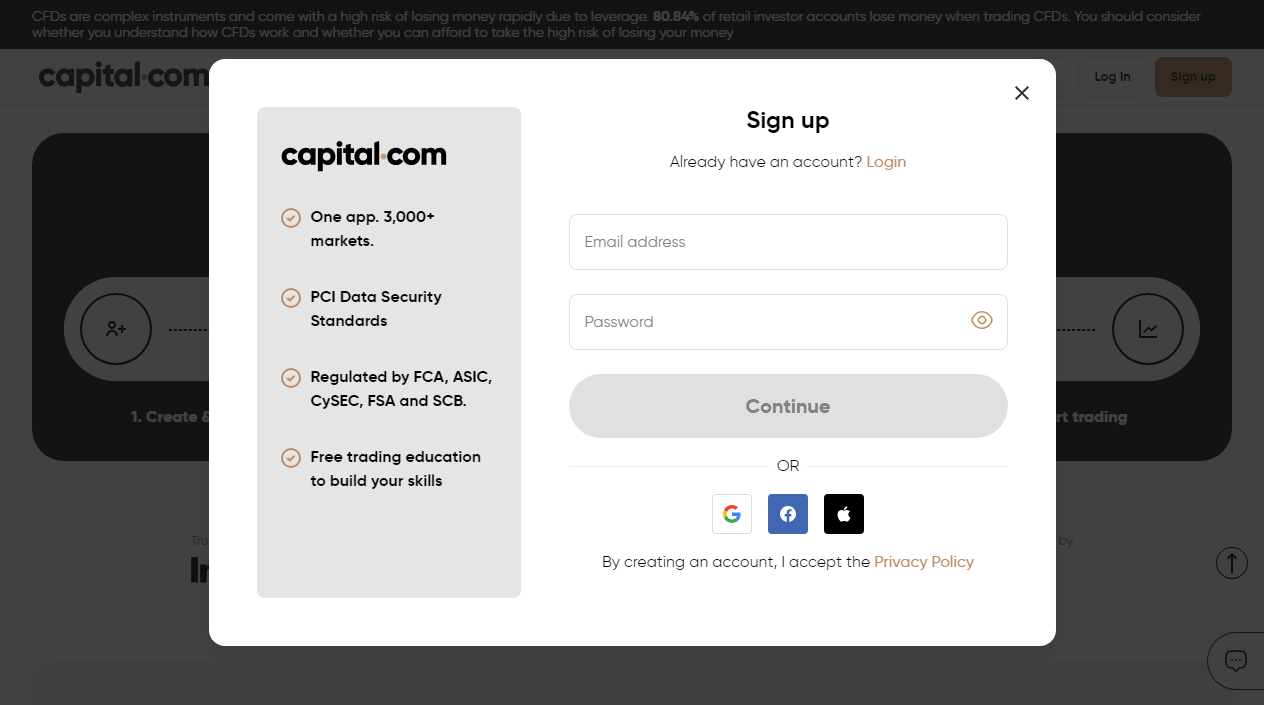 CFDs are complex instruments and come with a high risk of losing money rapidly due to leverage. 80.84% of retail investor accounts lose money when trading CFDs. You should consider
whether you understand how CFDs work and whether you can afford to take the high risk of losing your money
capital.com
Log In
Sign up
capital.com
One app. 3,000+
markets.
PCI Data Security
Standards
Regulated by FCA, ASIC,
CySEC, FSA and SCB.
Free trading education
to build your skills
Sign up
Already have an account? Login
Email address
Password
Continue
OR
By creating an account, I accept the Privacy Policy
1. Create &
trading
by